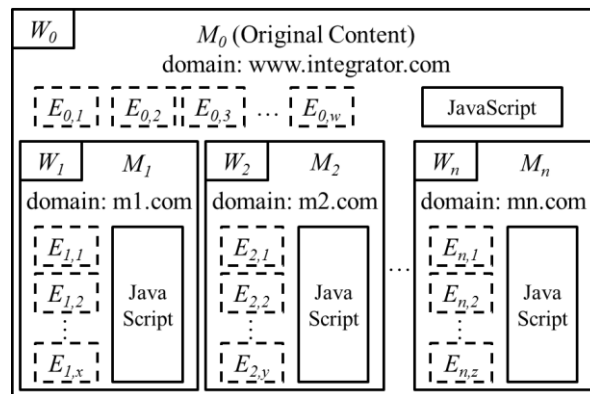 W0
M0 (Original Content)
domain: www.integrator.com
E0,1 E0,2 E0,3 … E0,w JavaScript
W1 M1
domain: m1.com
E1,1
E1,2
⋮
E1,x
Java
Script
W2 M2
domain: m2.com
E2,1
E2,2
⋮
E2,y
Java
Script
…
Wn Mn
domain: mn.com
En,1
En,2
⋮
En,z
Java
Script